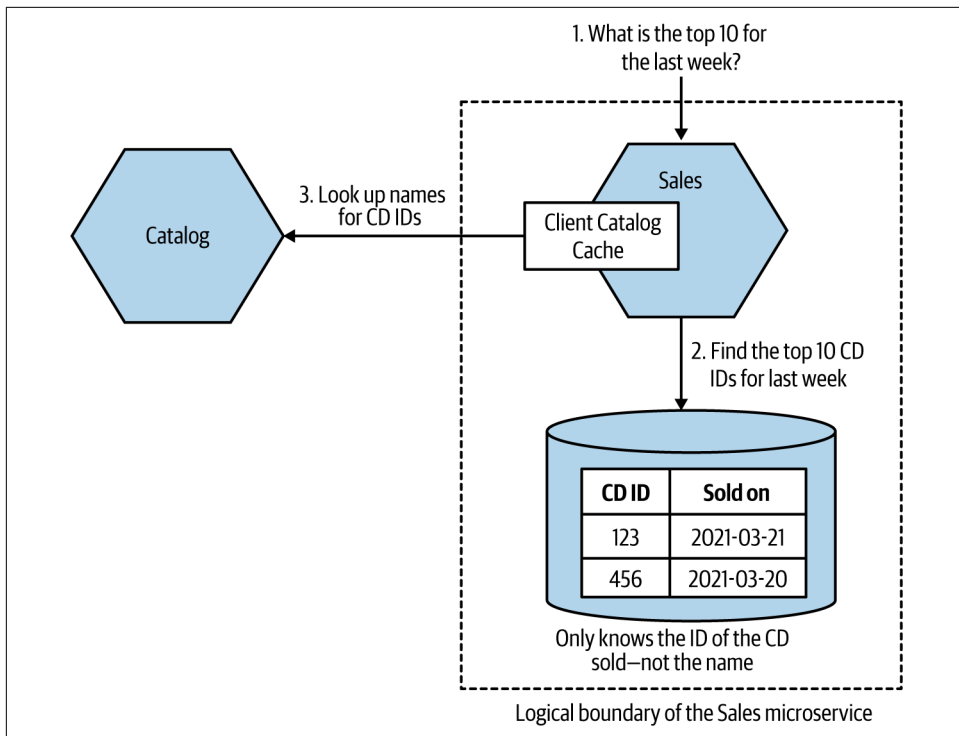 1. What is the top 10 for
the last week?
Sales
3. Look up names
for CD IDs
Client Catalog
Cache
Catalog
2. Find the top 10 CD
IDs for last week
CD ID Sold on
123 2021-03-21
456 2021-03-20
Only knows the ID of the CD
sold—not the name
Logical boundary of the Sales microservice